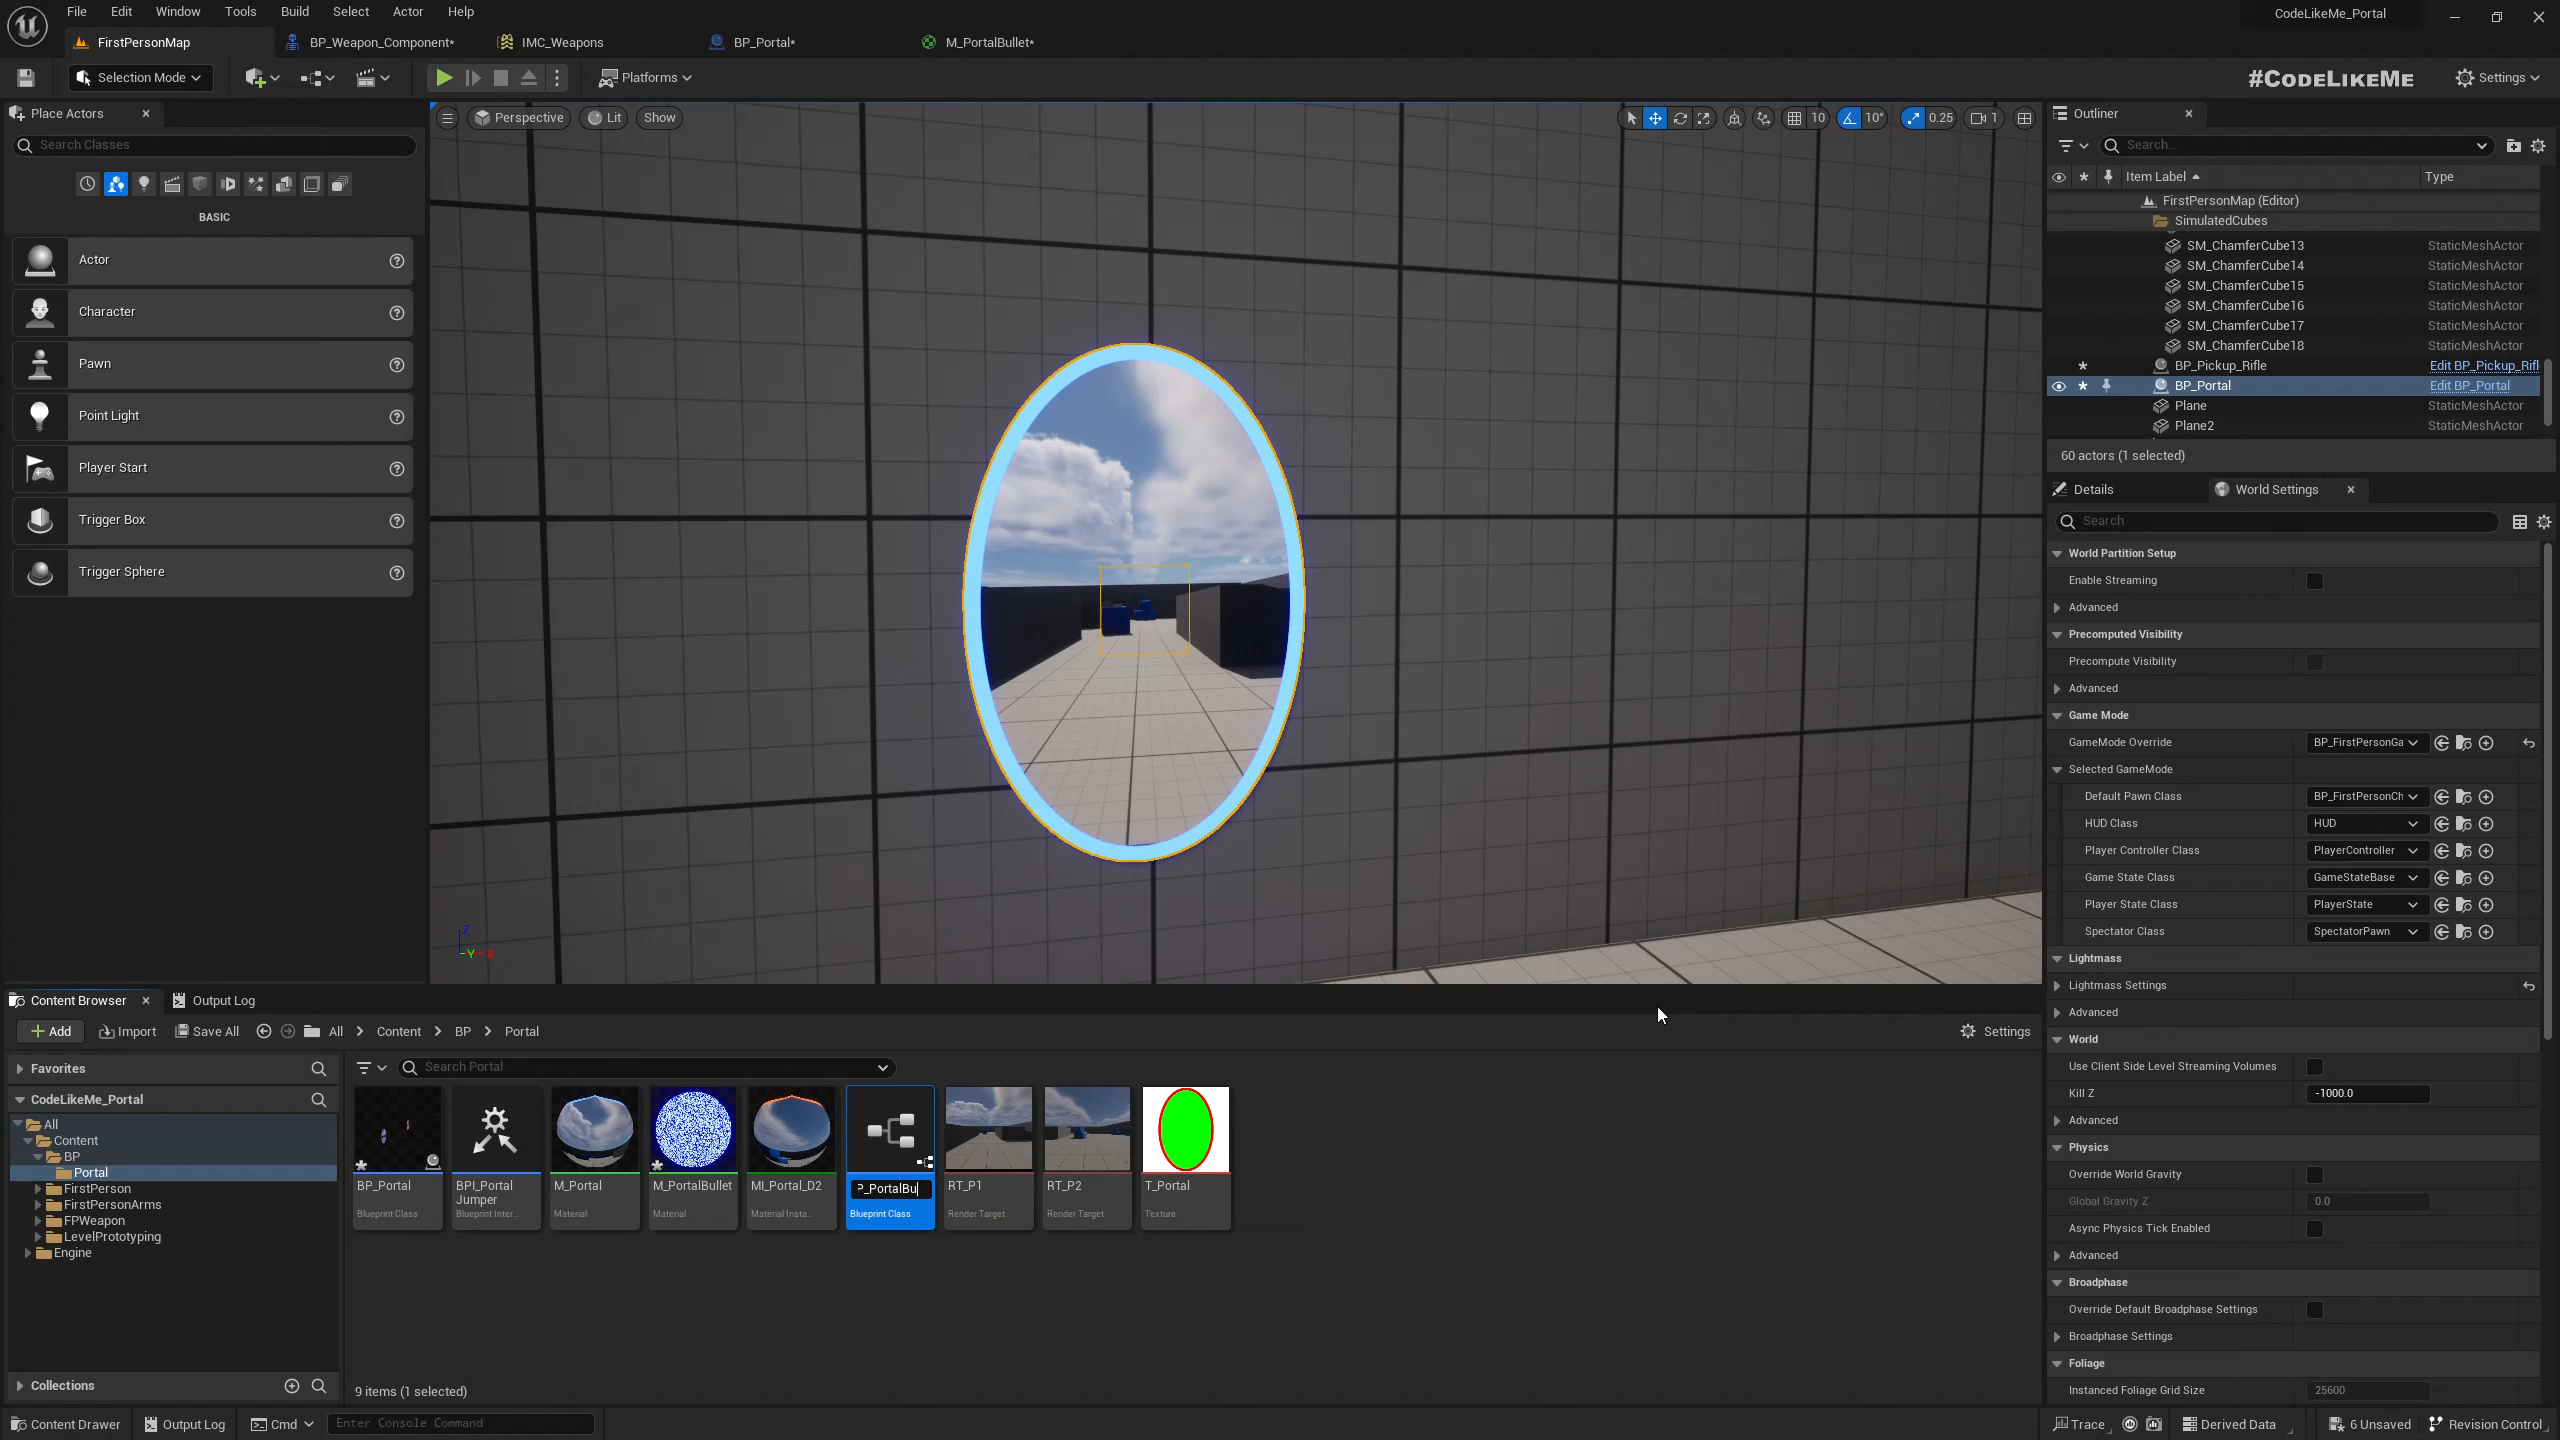 File Edit Window Tools Build Select Actor Help
CodeLikeMe_Portal
FirstPersonMap
BP_Weapon_Component*
IMC_Weapons
BP_Portal*
M_PortalBullet*
Selection Mode
Platforms
#CODELIKEME
Settings
Place Actors
Search Classes
BASIC
Actor
Character
Pawn
Point Light
Player Start
Trigger Box
Trigger Sphere
Perspective
Lit
Show
10
10°
0.25
1
Z
Y
X
Outliner
Search...
Item Label
Type
FirstPersonMap (Editor)
SimulatedCubes
SM_ChamferCube13 StaticMeshActor
SM_ChamferCube14 StaticMeshActor
SM_ChamferCube15 StaticMeshActor
SM_ChamferCube16 StaticMeshActor
SM_ChamferCube17 StaticMeshActor
SM_ChamferCube18 StaticMeshActor
BP_Pickup_Rifle Edit BP_Pickup_Rifl
BP_Portal Edit BP_Portal
Plane StaticMeshActor
Plane2 StaticMeshActor
60 actors (1 selected)
Details
World Settings
Search
World Partition Setup
Enable Streaming
Advanced
Precomputed Visibility
Precompute Visibility
Advanced
Game Mode
GameMode Override BP_FirstPersonGa
Selected GameMode
Default Pawn Class BP_FirstPersonCh
HUD Class HUD
Player Controller Class PlayerController
Game State Class GameStateBase
Player State Class PlayerState
Spectator Class SpectatorPawn
Lightmass
Lightmass Settings
Advanced
World
Use Client Side Level Streaming Volumes
Kill Z -1000.0
Advanced
Physics
Override World Gravity
Global Gravity Z 0.0
Async Physics Tick Enabled
Advanced
Broadphase
Override Default Broadphase Settings
Broadphase Settings
Foliage
Instanced Foliage Grid Size 25600
Content Browser
Output Log
Add
Import
Save All
All
Content
BP
Portal
Settings
Favorites
CodeLikeMe_Portal
All
Content
BP
Portal
FirstPerson
FirstPersonArms
FPWeapon
LevelPrototyping
Engine
Collections
Search Portal
BP_Portal
Blueprint Class
BPI_Portal
Jumper
Blueprint Inter...
M_Portal
Material
M_PortalBullet
Material
MI_Portal_D2
Material Insta...
P_PortalBu
Blueprint Class
RT_P1
Render Target
RT_P2
Render Target
T_Portal
Texture
9 items (1 selected)
Content Drawer
Output Log
Cmd
Enter Console Command
Trace
Derived Data
6 Unsaved
Revision Control